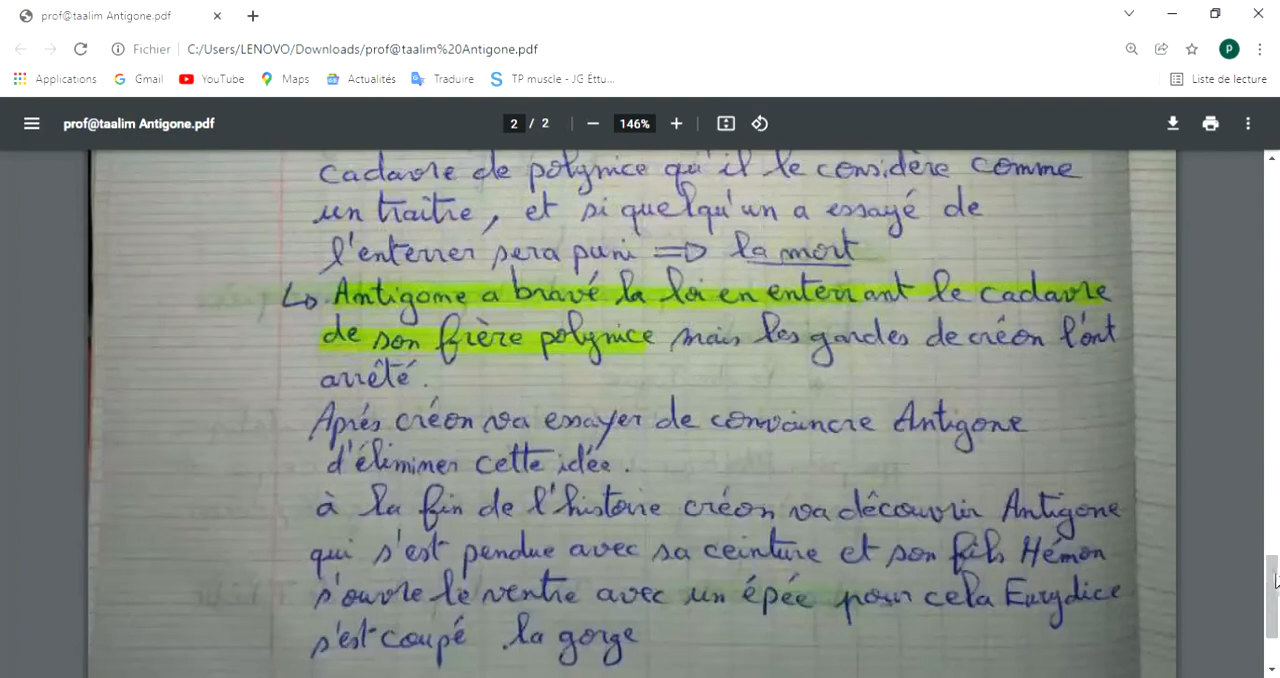 prof@taalim Antigone.pdf
Fichier C:/Users/LENOVO/Downloads/prof@taalim%20Antigone.pdf
P
Applications Gmail YouTube Maps Actualités Traduire TP muscle - JG Éttu... Liste de lecture
prof@taalim Antigone.pdf 2 / 2 146%
cadavre de polynice qu'il le considère comme
un traître, et si quelqu'un a essayé de
l'enterrer sera puni => la mort
Antigome a bravé la loi en enterrant le cadavre
de son frère polynice mais les gardes de créon l'ont
arrêté.
Aprés créon va essayer de convaincre Antigone
d'éliminer cette idée.
à la fin de l'histoire créon va découvrir Antigone
qui s'est pendue avec sa ceinture et son fils Hémon
s'ouvre le ventre avec un épée pour cela Eurydice
s'est coupé la gorge